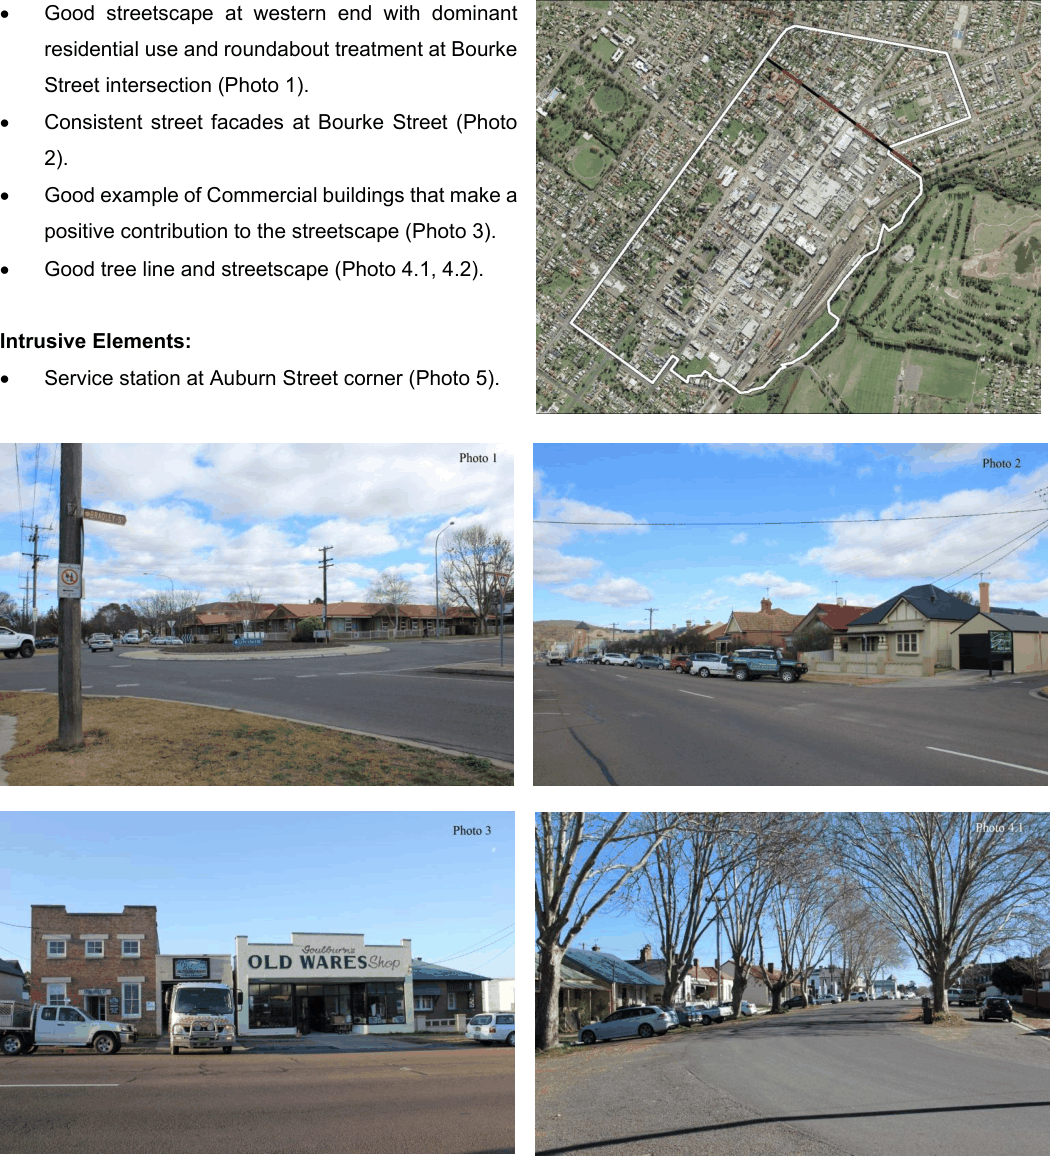 • Good streetscape at western end with dominant
residential use and roundabout treatment at Bourke
Street intersection (Photo 1).
• Consistent street facades at Bourke Street (Photo
2).
• Good example of Commercial buildings that make a
positive contribution to the streetscape (Photo 3).
• Good tree line and streetscape (Photo 4.1, 4.2).
Intrusive Elements:
• Service station at Auburn Street corner (Photo 5).
Photo 1
BRADLEY ST
Photo 2
Photo 3
Goulburn's
OLD WARES Shop
Photo 4.1